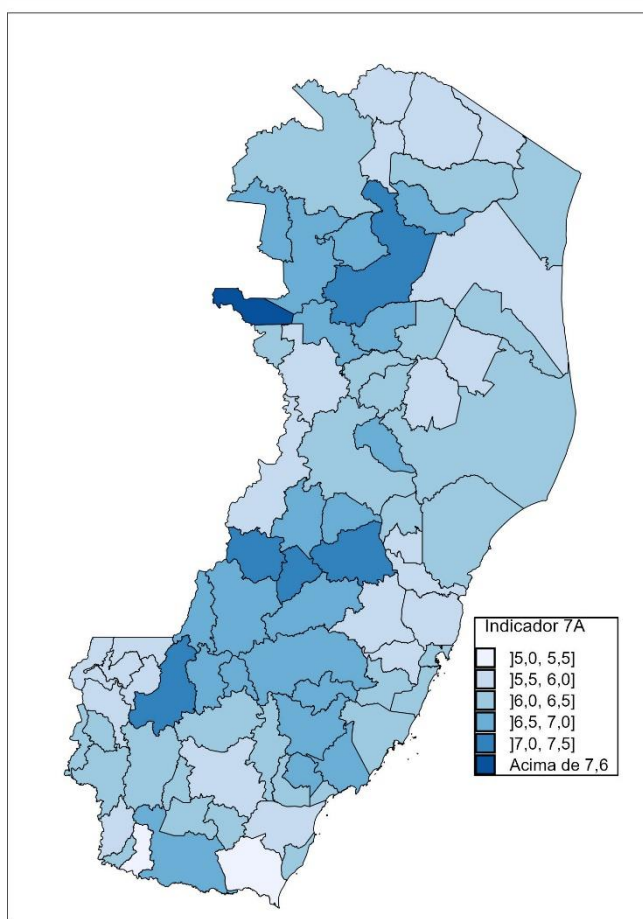 Indicador 7A
]5,0, 5,5]
]5,5, 6,0]
]6,0, 6,5]
]6,5, 7,0]
]7,0, 7,5]
Acima de 7,6